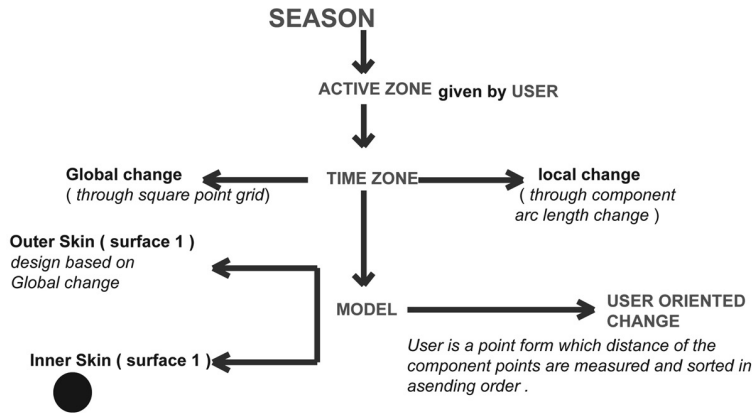 SEASON
ACTIVE ZONE given by USER
Global change
( through square point grid)
TIME ZONE
local change
( through component
arc length change )
Outer Skin ( surface 1 )
design based on
Global change
MODEL
USER ORIENTED
CHANGE
Inner Skin ( surface 1 )
User is a point form which distance of the
component points are measured and sorted in
asending order .